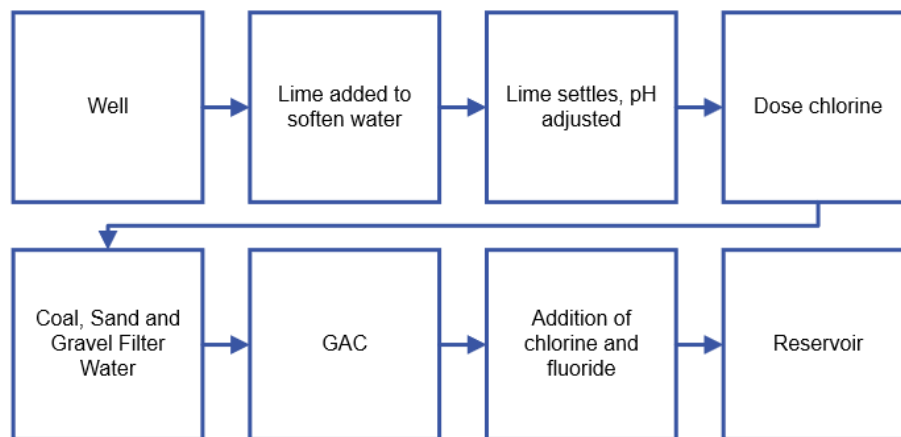 Well
Lime added to
soften water
Lime settles, pH
adjusted
Dose chlorine
Coal, Sand and
Gravel Filter
Water
GAC
Addition of
chlorine and
fluoride
Reservoir